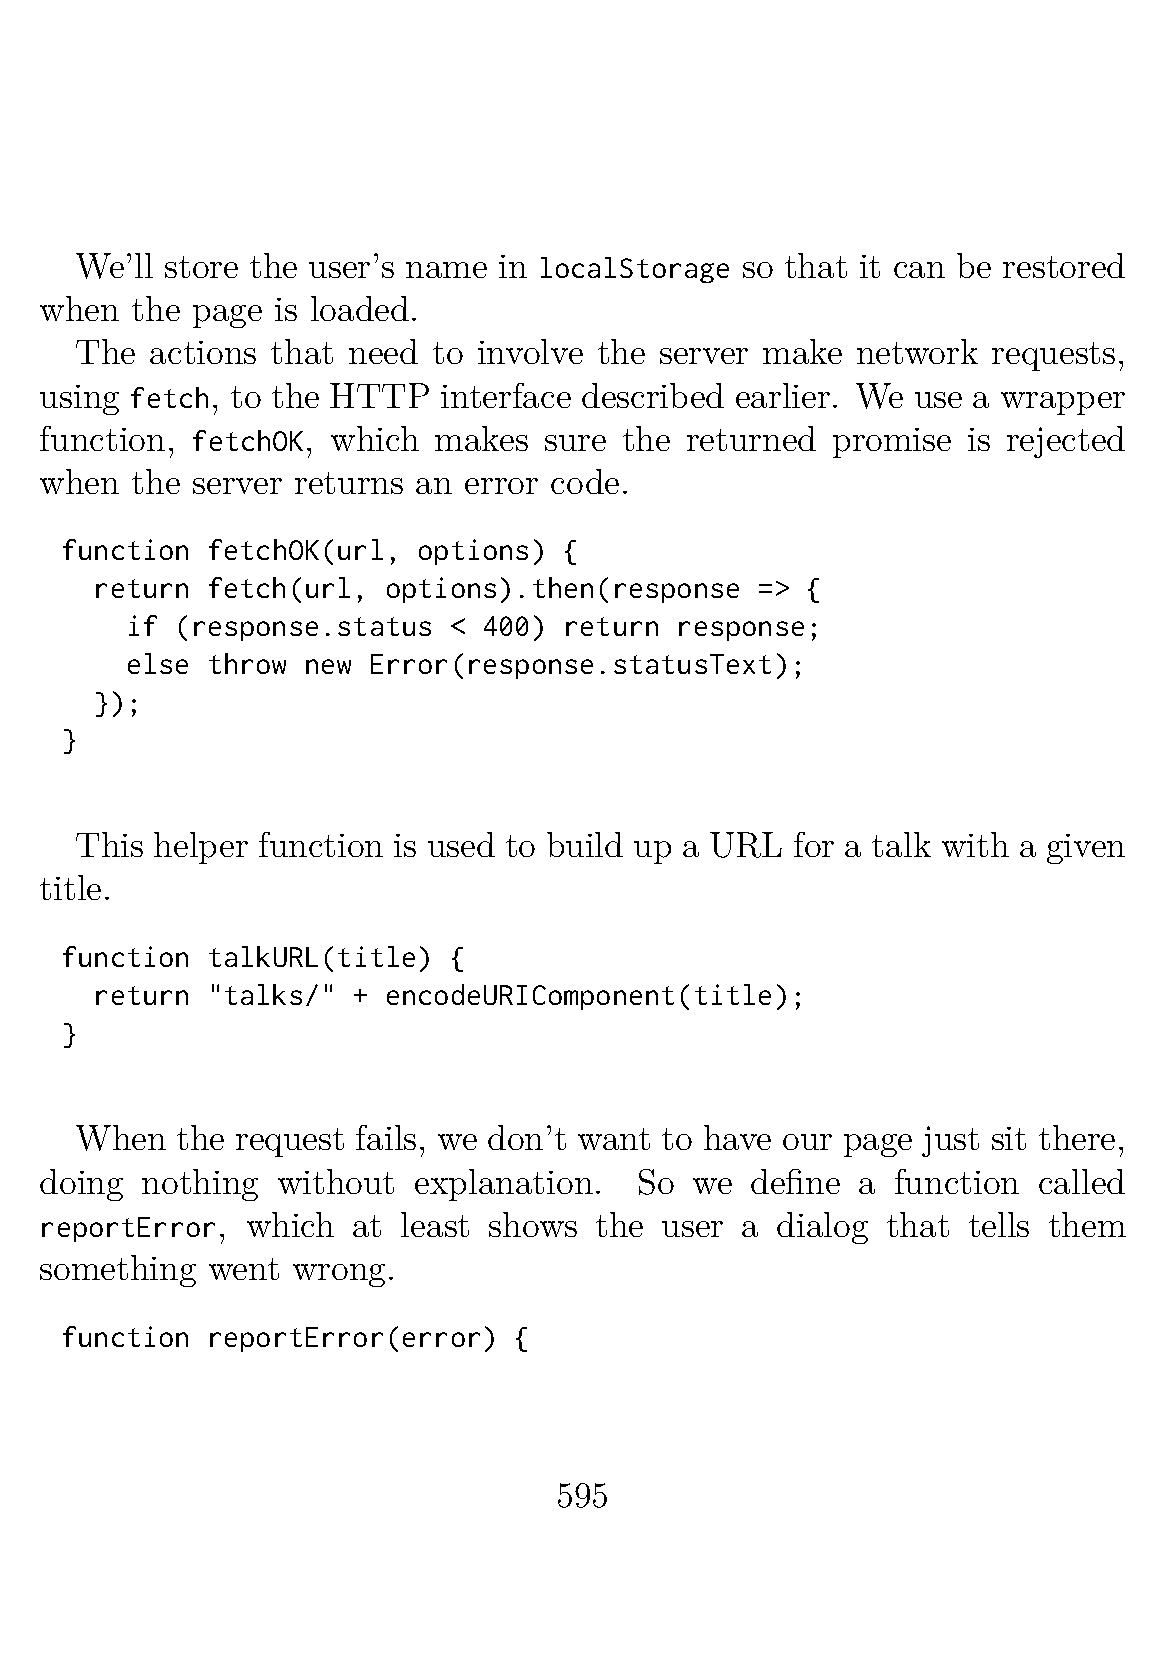 We'll store the user's name in localStorage so that it can be restored
when the page is loaded.
The actions that need to involve the server make network requests,
using fetch, to the HTTP interface described earlier. We use a wrapper
function, fetchOK, which makes sure the returned promise is rejected
when the server returns an error code.
function fetchOK(url, options) {
  return fetch(url, options).then(response => {
    if (response.status < 400) return response;
    else throw new Error(response.statusText);
  });
}
This helper function is used to build up a URL for a talk with a given
title.
function talkURL(title) {
  return "talks/" + encodeURIComponent(title);
}
When the request fails, we don't want to have our page just sit there,
doing nothing without explanation. So we define a function called
reportError, which at least shows the user a dialog that tells them
something went wrong.
function reportError(error) {
595